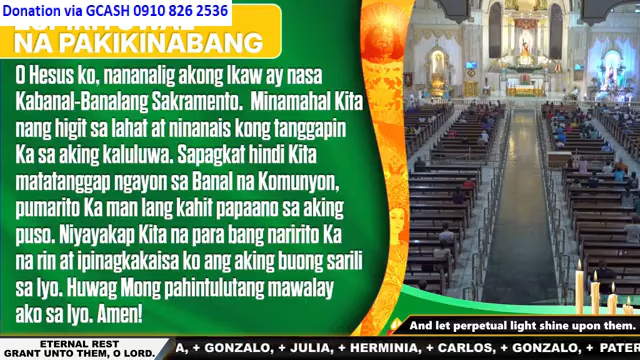 Donation via GCASH 0910 826 2536
NA PAKIKINABANG
O Hesus ko, nananalig akong Ikaw ay nasa
Kabanal-Banalang Sakramento. Minamahal Kita
nang higit sa lahat at ninanais kong tanggapin
Ka sa aking kaluluwa. Sapagkat hindi Kita
matatanggap ngayon sa Banal na Komunyon,
pumarito Ka man lang kahit papaano sa aking
puso. Niyayakap Kita na para bang naririto Ka
na rin at ipinagkakaisa ko ang aking buong sarili
sa Iyo. Huwag Mong pahintulutang mawalay
ako sa Iyo. Amen!
And let perpetual light shine upon them.
ETERNAL REST
GRANT UNTO THEM, O LORD.
A, + GONZALO, + JULIA, + HERMINIA, + CARLOS, + GONZALO, + PATER